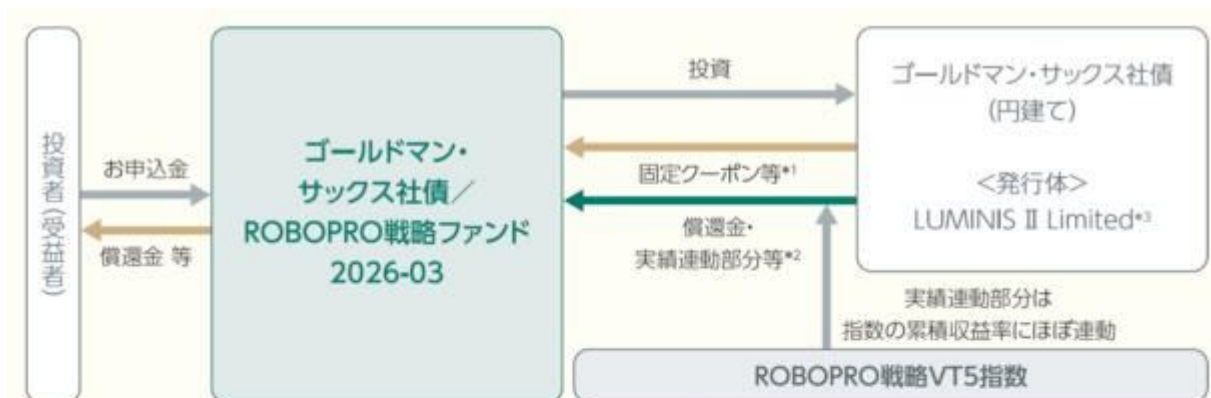 投資者(受益者)
お申込金
償還金 等
ゴールドマン・
サックス社債／
ROBOPRO戦略ファンド
2026-03
投資
固定クーポン等*1
償還金・
実績連動部分等*2
ゴールドマン・サックス社債
(円建て)
＜発行体＞
LUMINIS II Limited*3
実績連動部分は
指数の累積収益率にほぼ連動
ROBOPRO戦略VT5指数